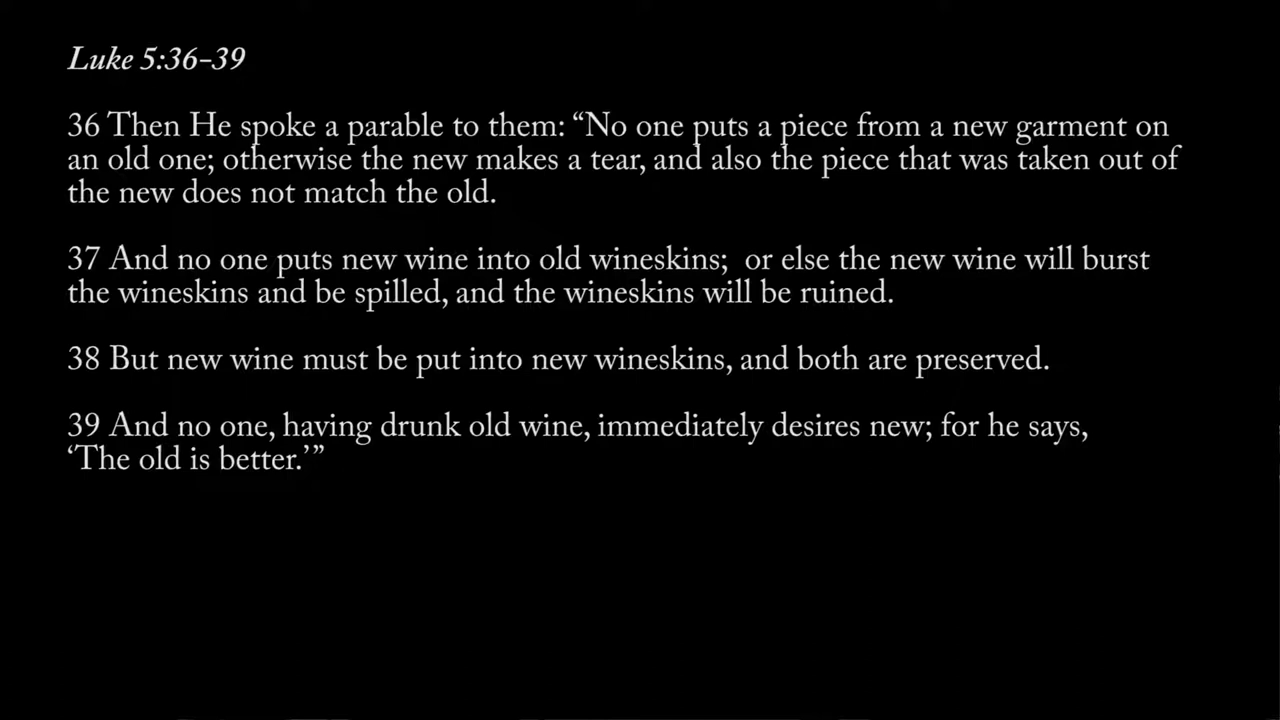 Luke 5:36-39
36 Then He spoke a parable to them: “No one puts a piece from a new garment on
an old one; otherwise the new makes a tear, and also the piece that was taken out of
the new does not match the old.
37 And no one puts new wine into old wineskins;  or else the new wine will burst
the wineskins and be spilled, and the wineskins will be ruined.
38 But new wine must be put into new wineskins, and both are preserved.
39 And no one, having drunk old wine, immediately desires new; for he says,
‘The old is better.’”